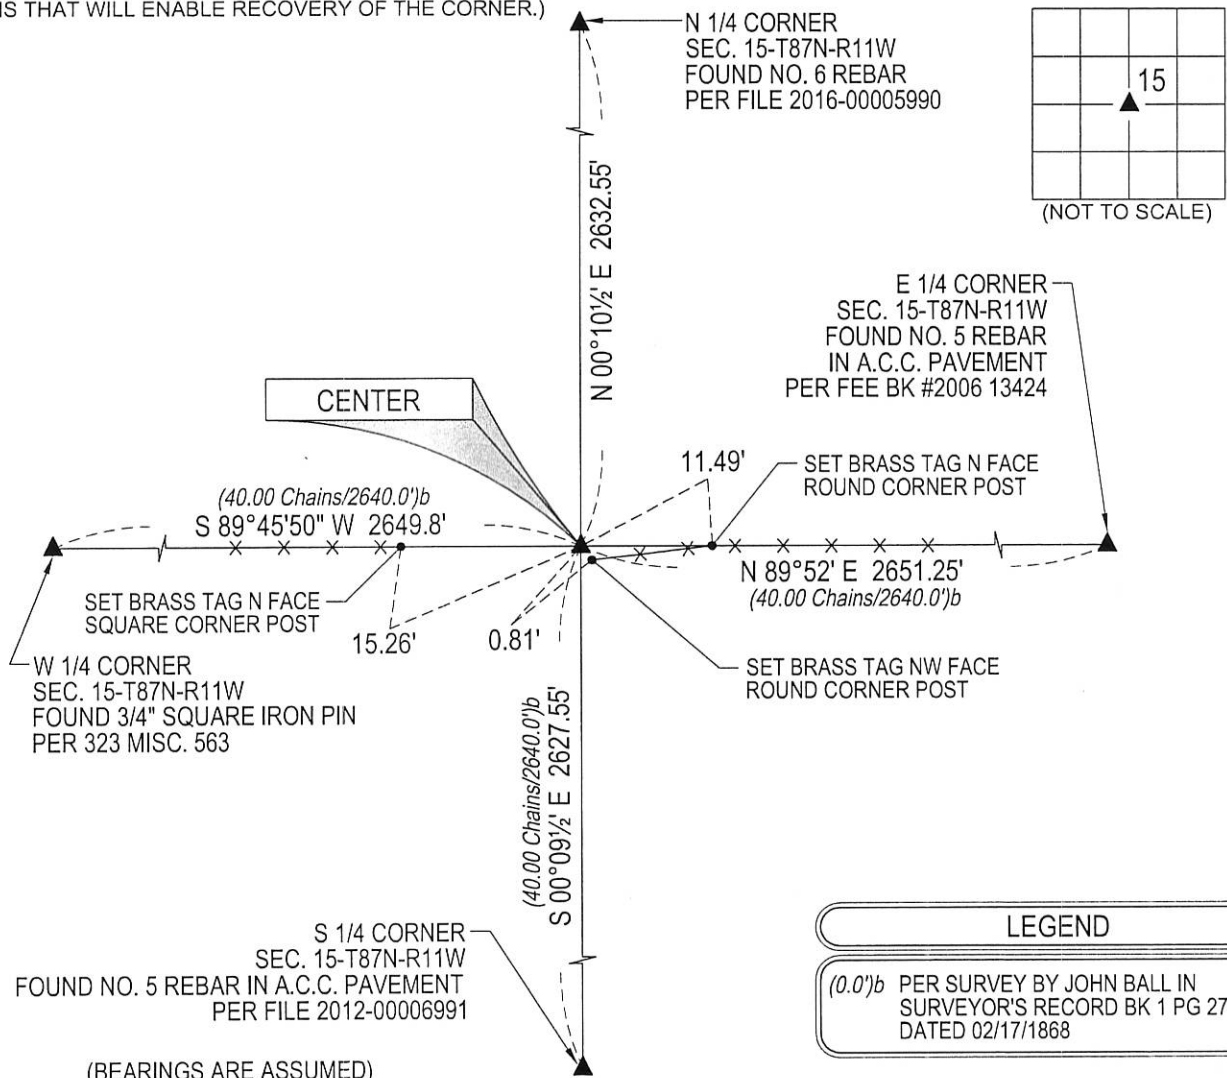 IS THAT WILL ENABLE RECOVERY OF THE CORNER.)
N 1/4 CORNER
SEC. 15-T87N-R11W
FOUND NO. 6 REBAR
PER FILE 2016-00005990
15
(NOT TO SCALE)
N 00°10½' E 2632.55'
E 1/4 CORNER
SEC. 15-T87N-R11W
FOUND NO. 5 REBAR
IN A.C.C. PAVEMENT
PER FEE BK #2006 13424
CENTER
11.49'
SET BRASS TAG N FACE
ROUND CORNER POST
(40.00 Chains/2640.0')b
S 89°45'50" W 2649.8'
N 89°52' E 2651.25'
(40.00 Chains/2640.0')b
SET BRASS TAG N FACE
SQUARE CORNER POST
15.26'
0.81'
SET BRASS TAG NW FACE
ROUND CORNER POST
W 1/4 CORNER
SEC. 15-T87N-R11W
FOUND 3/4" SQUARE IRON PIN
PER 323 MISC. 563
(40.00 Chains/2640.0')b
S 00°09½' E 2627.55'
S 1/4 CORNER
SEC. 15-T87N-R11W
FOUND NO. 5 REBAR IN A.C.C. PAVEMENT
PER FILE 2012-00006991
LEGEND
(0.0')b PER SURVEY BY JOHN BALL IN
SURVEYOR'S RECORD BK 1 PG 27
DATED 02/17/1868
(BEARINGS ARE ASSUMED)